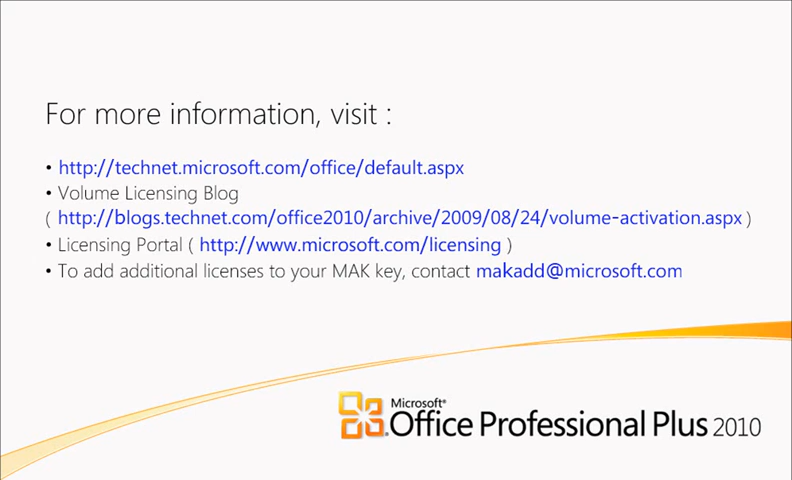 For more information, visit :
• http://technet.microsoft.com/office/default.aspx
• Volume Licensing Blog
( http://blogs.technet.com/office2010/archive/2009/08/24/volume-activation.aspx )
• Licensing Portal ( http://www.microsoft.com/licensing )
• To add additional licenses to your MAK key, contact makadd@microsoft.com
Microsoft®
Office Professional Plus 2010